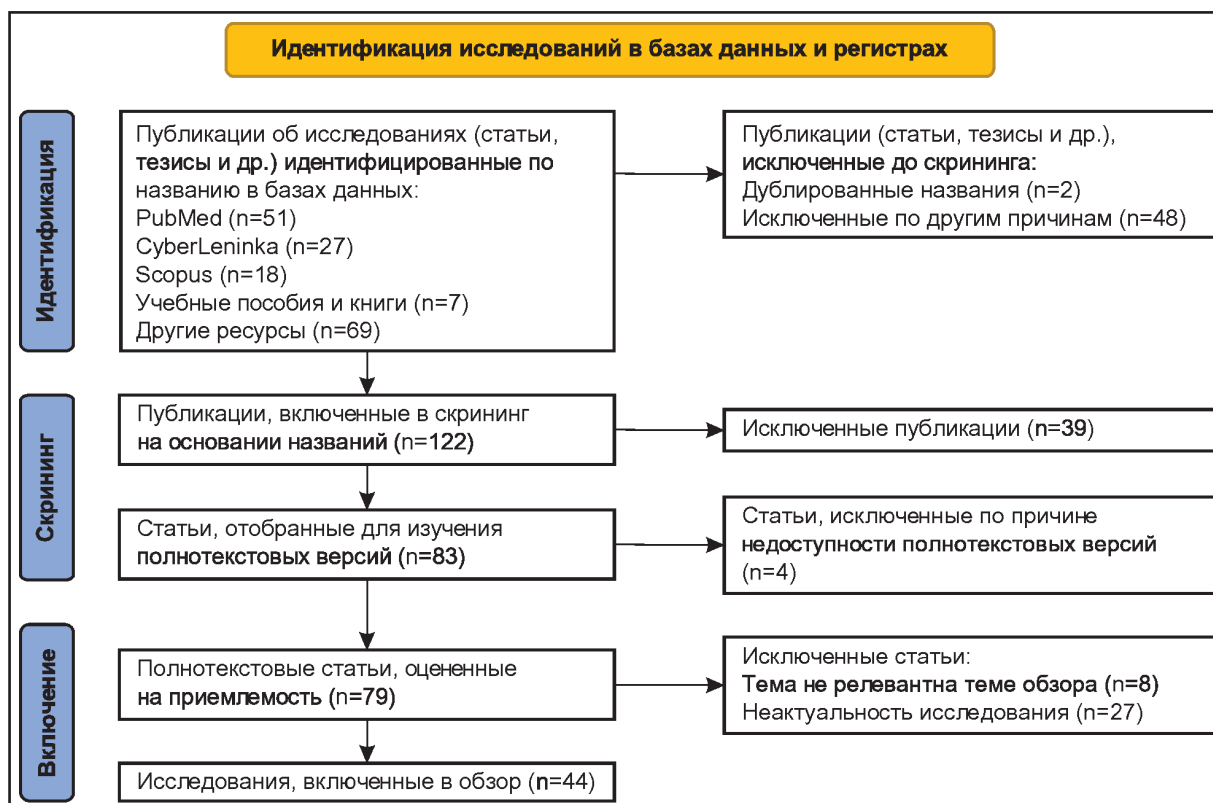 Идентификация исследований в базах данных и регистрах
Идентификация
Публикации об исследованиях (статьи,
тезисы и др.) идентифицированные по
названию в базах данных:
PubMed (n=51)
CyberLeninka (n=27)
Scopus (n=18)
Учебные пособия и книги (n=7)
Другие ресурсы (n=69)
Публикации (статьи, тезисы и др.),
исключенные до скрининга:
Дублированные названия (n=2)
Исключенные по другим причинам (n=48)
Скрининг
Публикации, включенные в скрининг
на основании названий (n=122)
Исключенные публикации (n=39)
Статьи, отобранные для изучения
полнотекстовых версий (n=83)
Статьи, исключенные по причине
недоступности полнотекстовых версий
(n=4)
Включение
Полнотекстовые статьи, оцененные
на приемлемость (n=79)
Исключенные статьи:
Тема не релевантна теме обзора (n=8)
Неактуальность исследования (n=27)
Исследования, включенные в обзор (n=44)